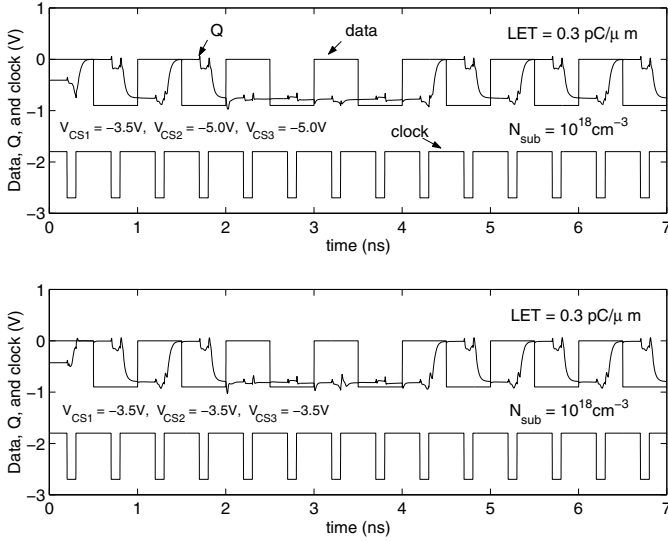 Data, Q, and clock (V)
1
0
−1
−2
−3
Q
data
LET = 0.3 pC/μ m
V_CS1 = −3.5V, V_CS2 = −5.0V, V_CS3 = −5.0V
clock
N_sub = 10^18 cm^−3
0 1 2 3 4 5 6 7
time (ns)
Data, Q, and clock (V)
1
0
−1
−2
−3
LET = 0.3 pC/μ m
V_CS1 = −3.5V, V_CS2 = −3.5V, V_CS3 = −3.5V
N_sub = 10^18 cm^−3
0 1 2 3 4 5 6 7
time (ns)